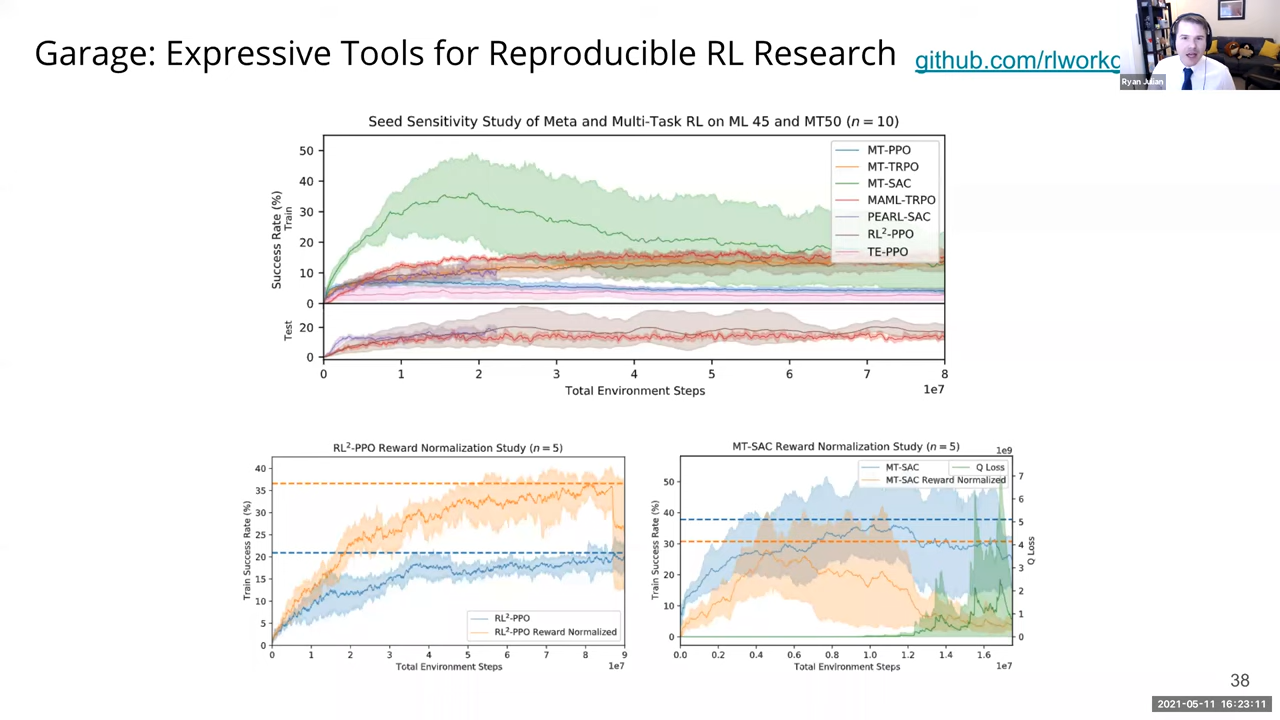 Garage: Expressive Tools for Reproducible RL Research
github.com/rlworkg
Ryan Julian
Seed Sensitivity Study of Meta and Multi-Task RL on ML 45 and MT50 (n = 10)
Success Rate (%)
Train
50
40
30
20
10
0
MT-PPO
MT-TRPO
MT-SAC
MAML-TRPO
PEARL-SAC
RL²-PPO
TE-PPO
Test
20
0
0 1 2 3 4 5 6 7 8
1e7
Total Environment Steps
RL²-PPO Reward Normalization Study (n = 5)
Train Success Rate (%)
40
35
30
25
20
15
10
5
0
RL²-PPO
RL²-PPO Reward Normalized
0 1 2 3 4 5 6 7 8 9
1e7
Total Environment Steps
MT-SAC Reward Normalization Study (n = 5)
1e9
Train Success Rate (%)
50
40
30
20
10
0
MT-SAC
MT-SAC Reward Normalized
Q Loss
7
6
5
4
3
2
1
0
Q Loss
0.0 0.2 0.4 0.6 0.8 1.0 1.2 1.4 1.6
1e7
Total Environment Steps
38
2021-05-11 16:23:11